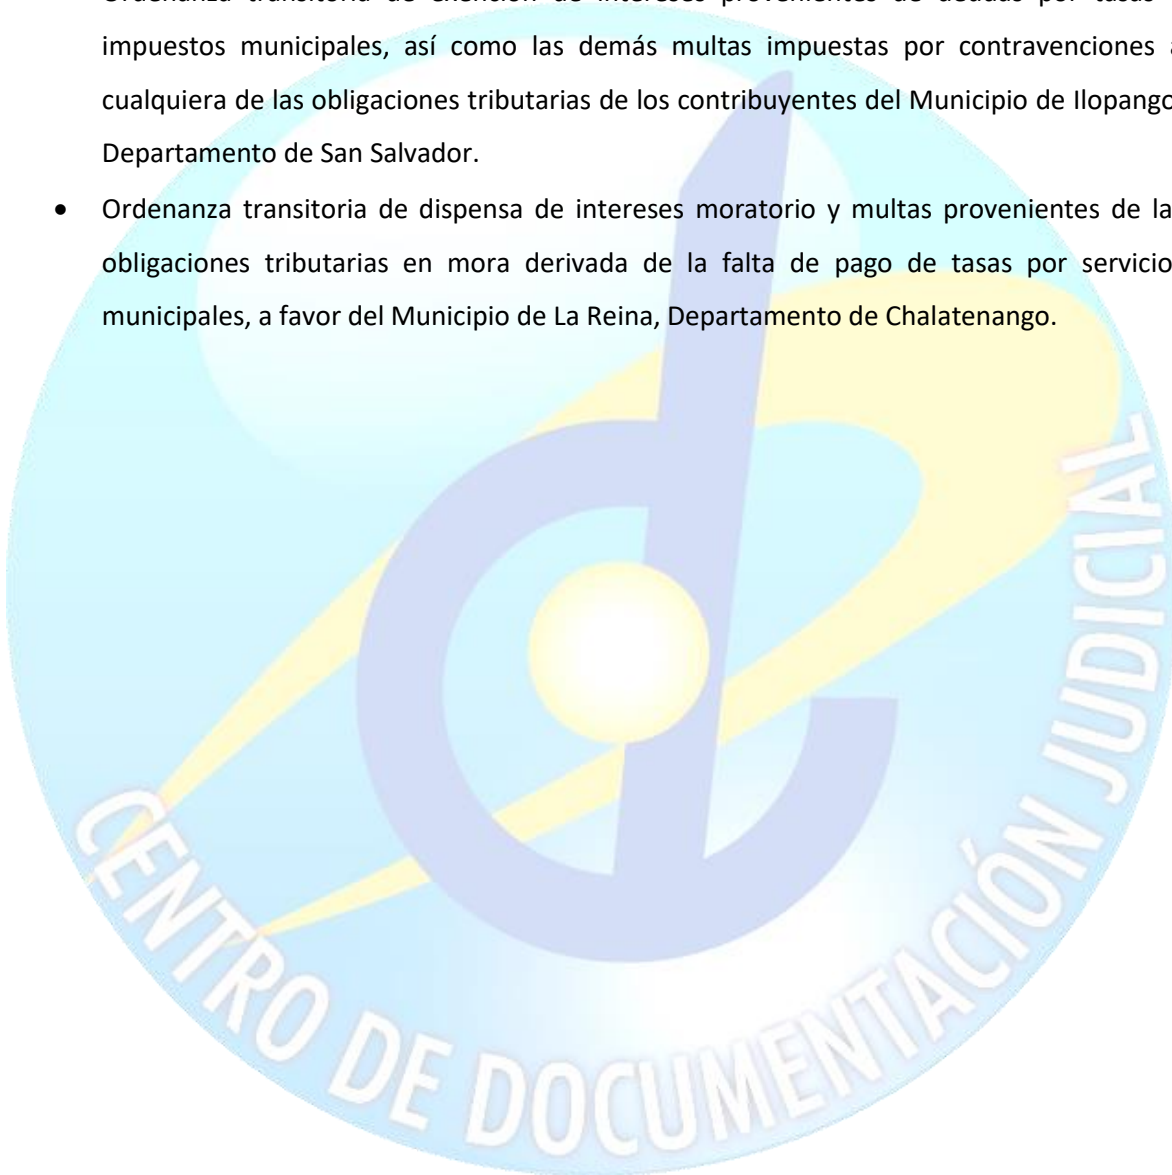 Ordenanza transitoria de exención de intereses provenientes de deudas por tasas
impuestos municipales, así como las demás multas impuestas por contravenciones a
cualquiera de las obligaciones tributarias de los contribuyentes del Municipio de Ilopango
Departamento de San Salvador.
• Ordenanza transitoria de dispensa de intereses moratorio y multas provenientes de la
obligaciones tributarias en mora derivada de la falta de pago de tasas por servicio
municipales, a favor del Municipio de La Reina, Departamento de Chalatenango.
CENTRO DE DOCUMENTACIÓN JUDICIAL